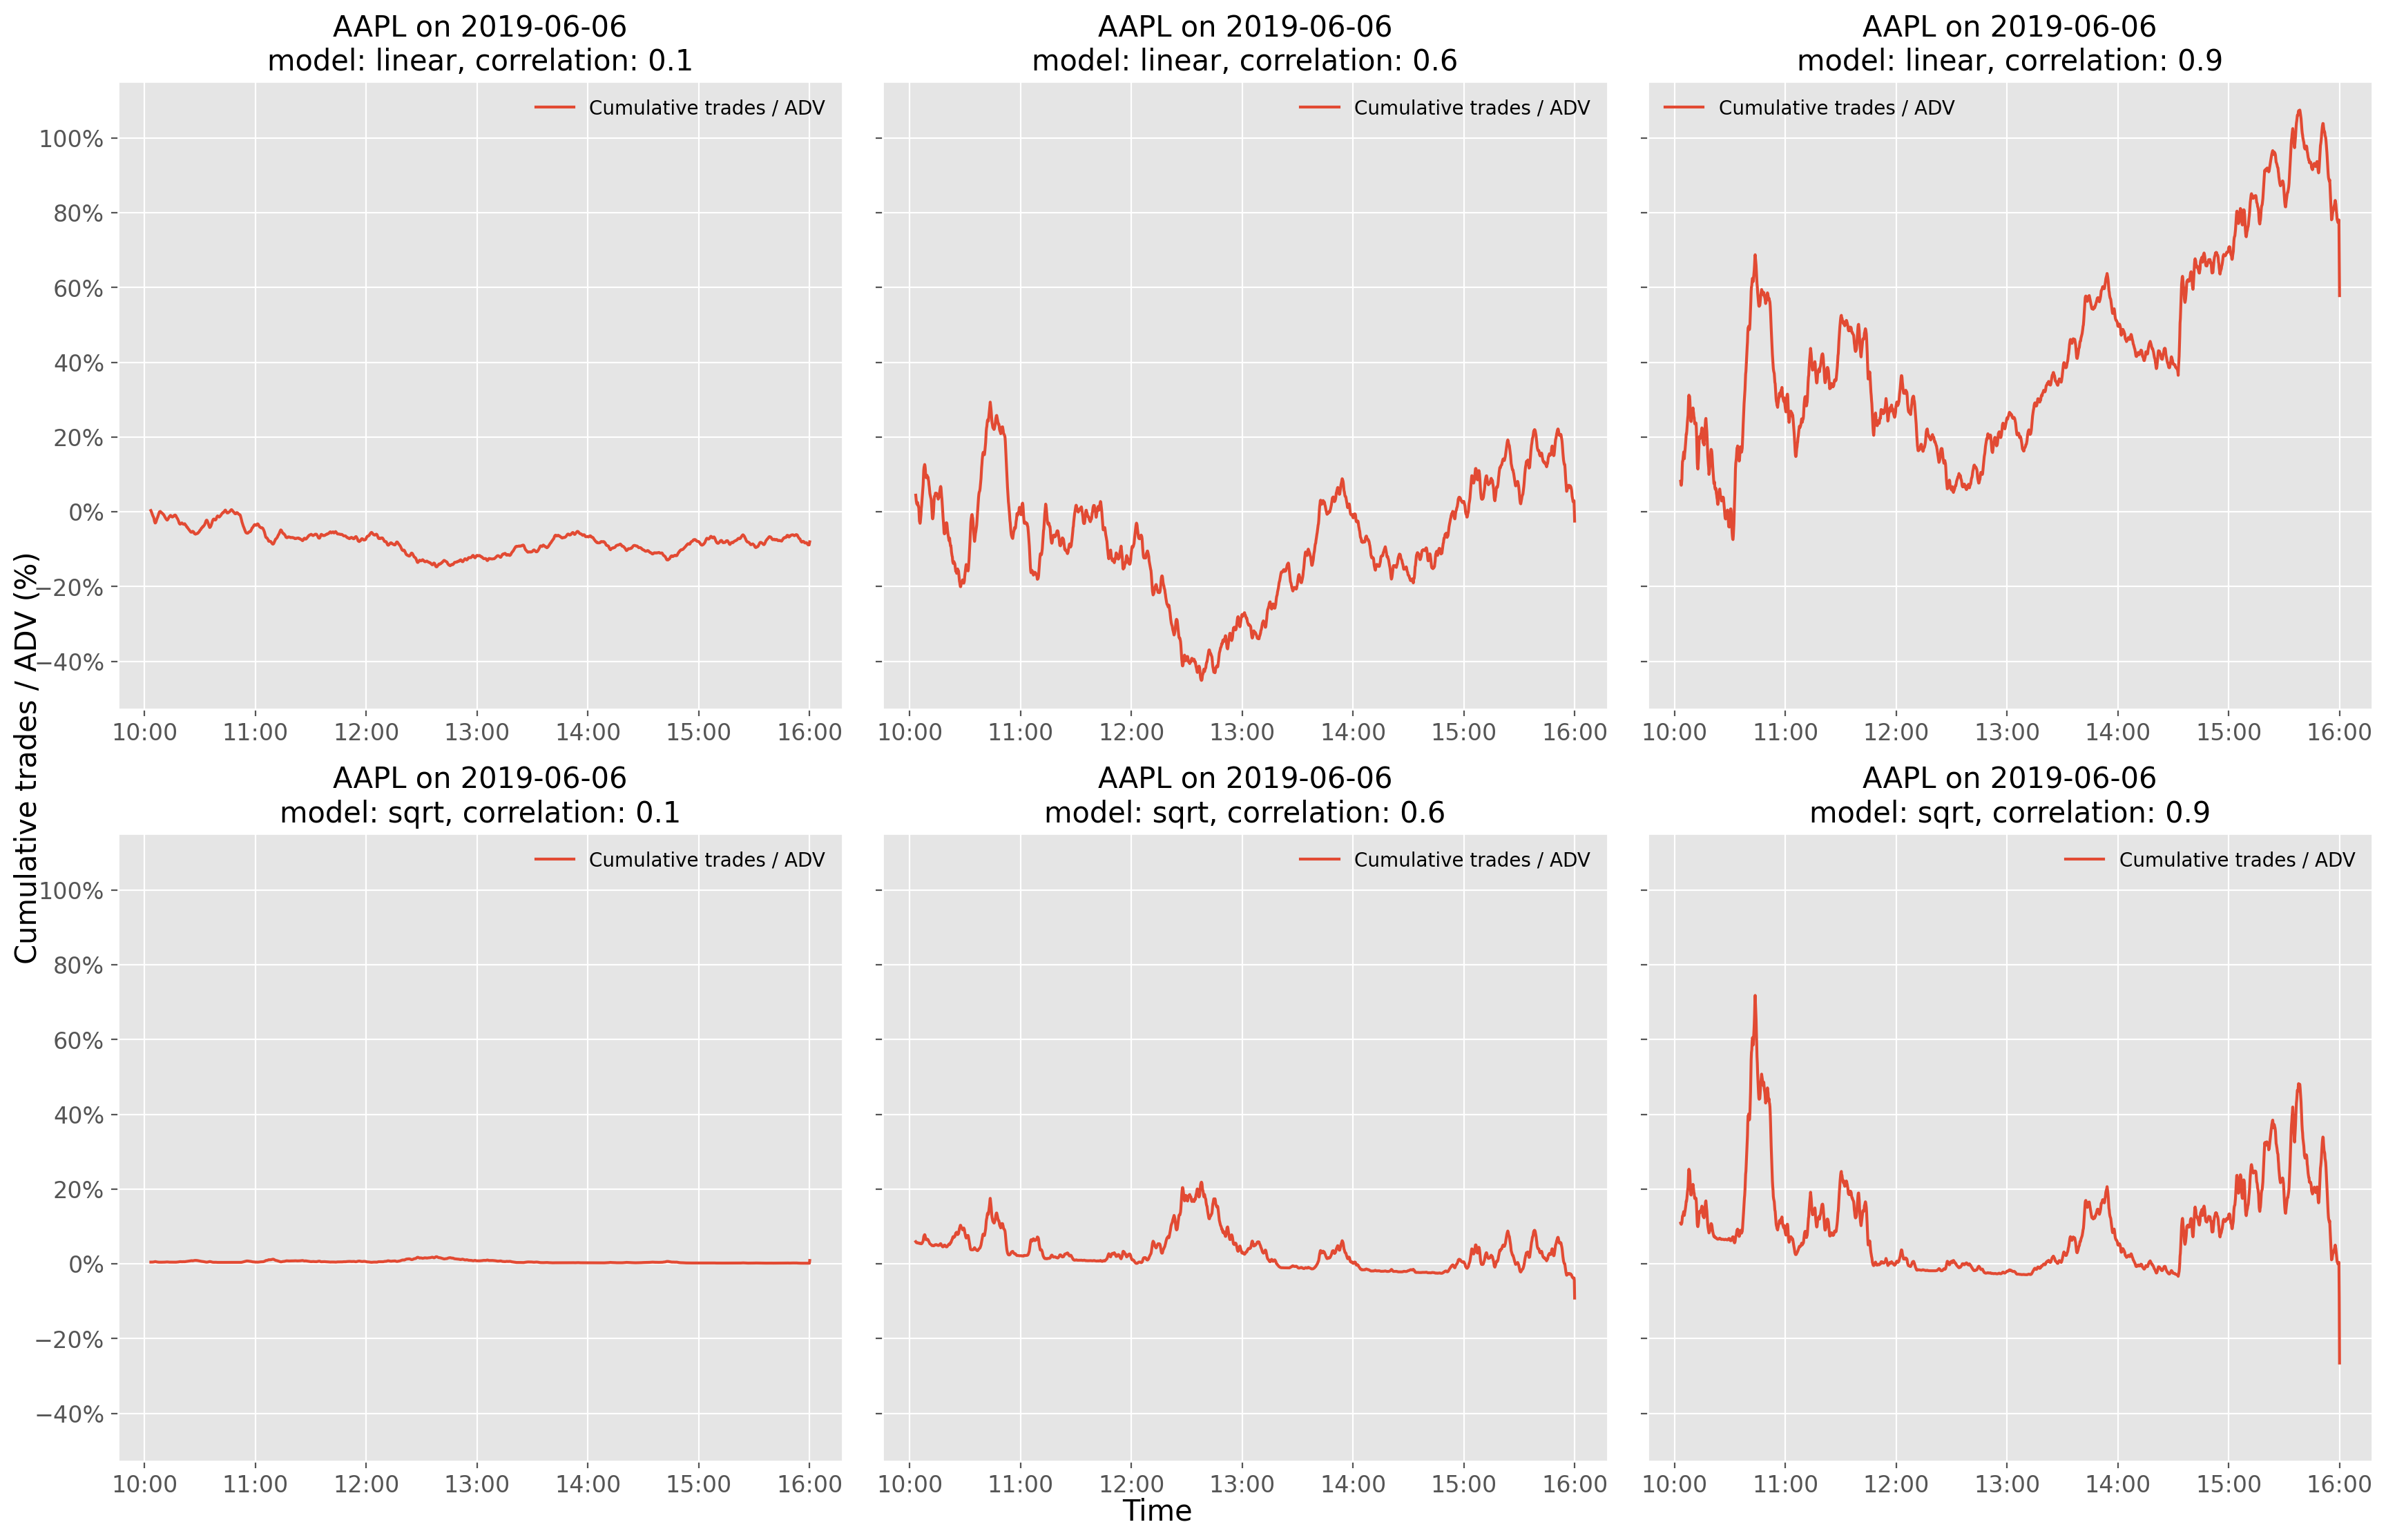 AAPL on 2019-06-06
model: linear, correlation: 0.1
Cumulative trades / ADV
100%
80%
60%
40%
20%
0%
−20%
−40%
10:00 11:00 12:00 13:00 14:00 15:00 16:00
AAPL on 2019-06-06
model: linear, correlation: 0.6
Cumulative trades / ADV
10:00 11:00 12:00 13:00 14:00 15:00 16:00
AAPL on 2019-06-06
model: linear, correlation: 0.9
Cumulative trades / ADV
10:00 11:00 12:00 13:00 14:00 15:00 16:00
Cumulative trades / ADV (%)
AAPL on 2019-06-06
model: sqrt, correlation: 0.1
Cumulative trades / ADV
100%
80%
60%
40%
20%
0%
−20%
−40%
10:00 11:00 12:00 13:00 14:00 15:00 16:00
AAPL on 2019-06-06
model: sqrt, correlation: 0.6
Cumulative trades / ADV
10:00 11:00 12:00 13:00 14:00 15:00 16:00
AAPL on 2019-06-06
model: sqrt, correlation: 0.9
Cumulative trades / ADV
10:00 11:00 12:00 13:00 14:00 15:00 16:00
Time